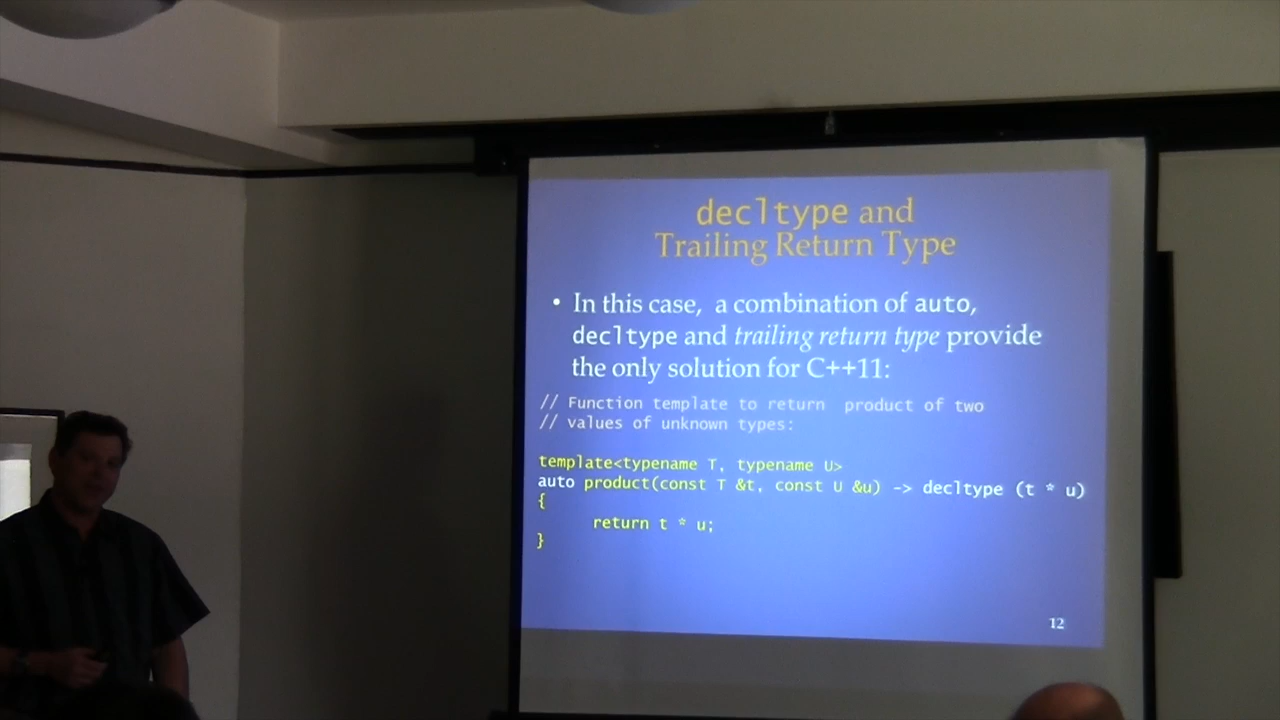 decltype and
Trailing Return Type
• In this case, a combination of auto,
decltype and trailing return type provide
the only solution for C++11:
// Function template to return product of two
// values of unknown types:
template<typename T, typename U>
auto product(const T &t, const U &u) -> decltype (t * u)
{
return t * u;
}
12